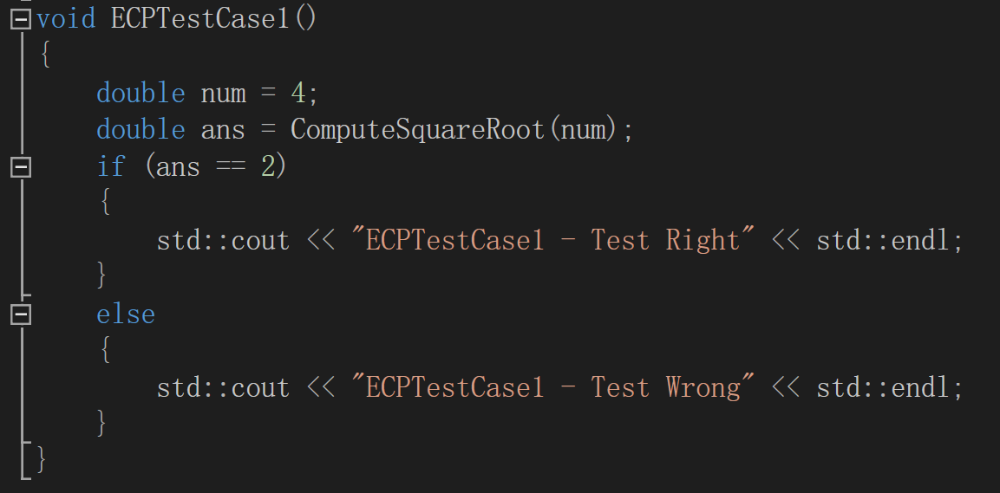 void ECPTestCase1()
{
    double num = 4;
    double ans = ComputeSquareRoot(num);
    if (ans == 2)
    {
        std::cout << "ECPTestCase1 - Test Right" << std::endl;
    }
    else
    {
        std::cout << "ECPTestCase1 - Test Wrong" << std::endl;
    }
}